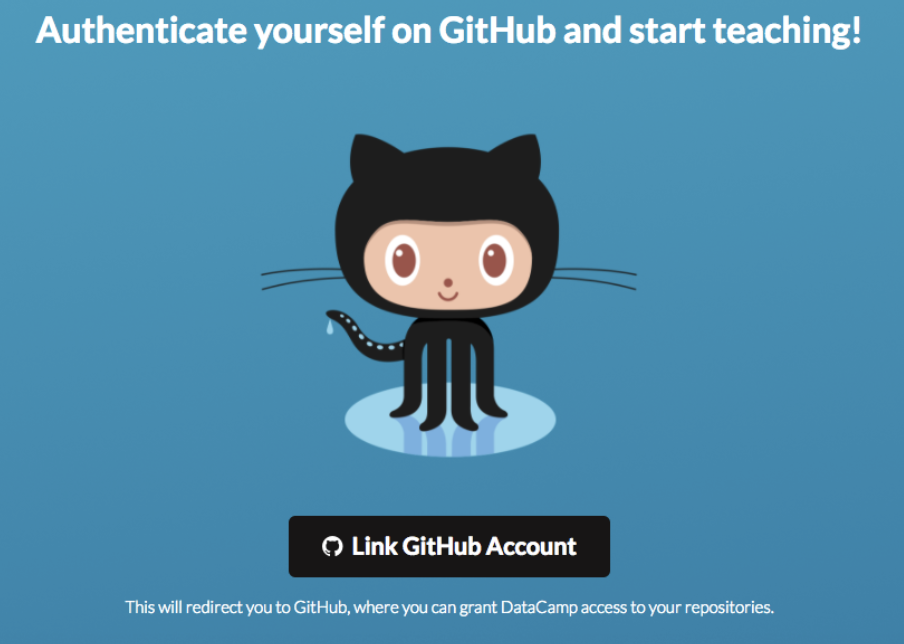 Authenticate yourself on GitHub and start teaching!
Link GitHub Account
This will redirect you to GitHub, where you can grant DataCamp access to your repositories.